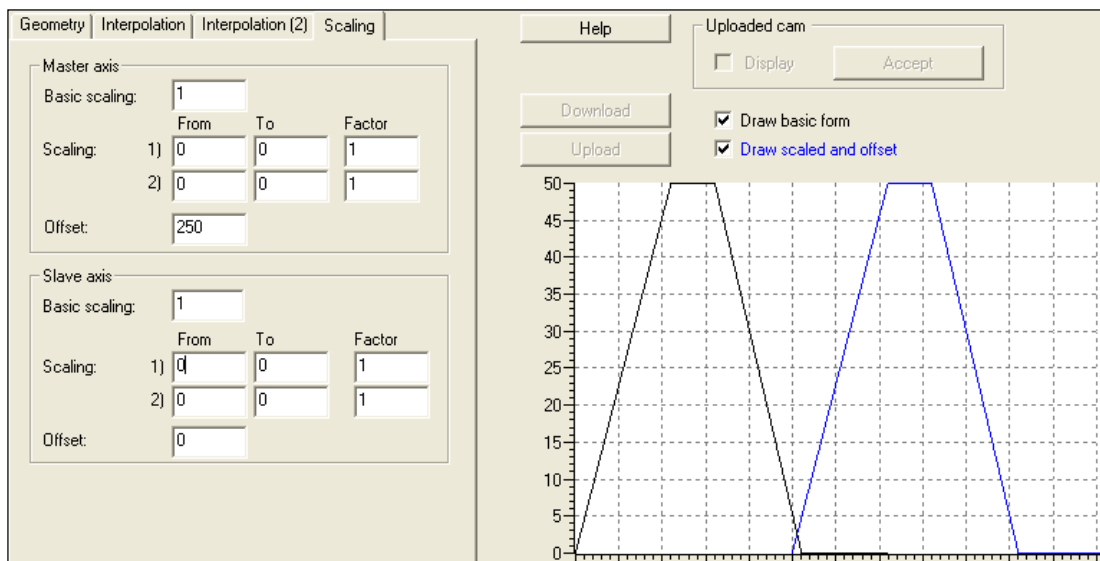 Geometry Interpolation Interpolation (2) Scaling
Master axis
Basic scaling: 1
From To Factor
Scaling: 1) 0 0 1
2) 0 0 1
Offset: 250
Slave axis
Basic scaling: 1
From To Factor
Scaling: 1) 0 0 1
2) 0 0 1
Offset: 0
Help
Uploaded cam
Display Accept
Download
Upload
Draw basic form
Draw scaled and offset
50
45
40
35
30
25
20
15
10
5
0